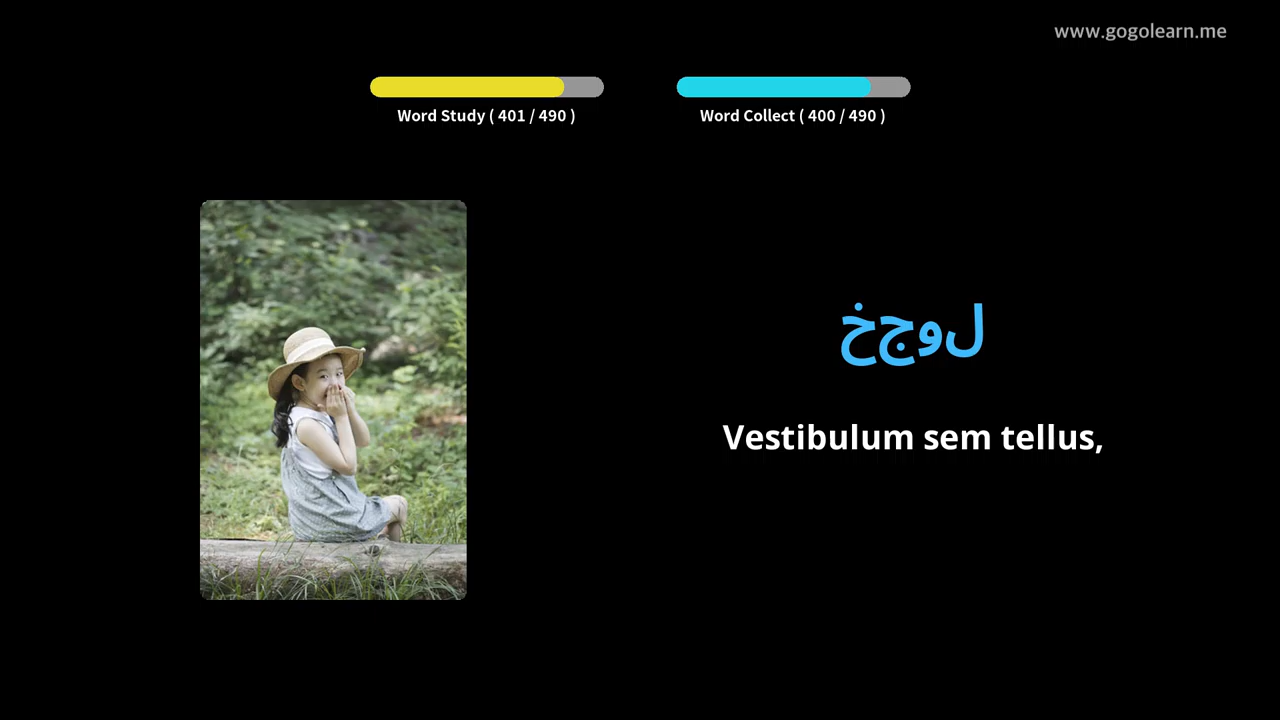 www.gogolearn.me
Word Study ( 401 / 490 )
Word Collect ( 400 / 490 )
خجول
Vestibulum sem tellus,